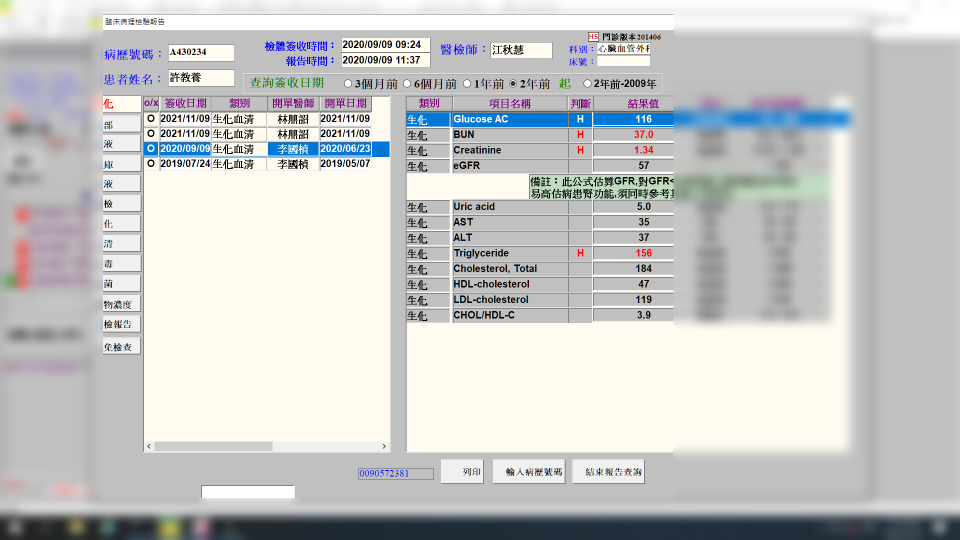 臨床病理檢驗報告
HS 門診版本201406
病歷號碼： A430234 檢體簽收時間： 2020/09/09 09:24 醫檢師： 江秋慧 科別： 心臟血管外科
患者姓名： 許教養 報告時間： 2020/09/09 11:37 床號：
查詢簽收日期 3個月前 6個月前 1年前 2年前 起 2年前-2009年
化
部
液
庫
液
檢
化
清
毒
菌
物濃度
檢報告
免檢查
o/x 簽收日期 類別 開單醫師 開單日期
O 2021/11/09 生化血清 2021/11/09
O 2021/11/09 生化血清 2021/11/09
O 2020/09/09 生化血清 李國楨 2020/06/23
O 2019/07/24 生化血清 李國楨 2019/05/07
類別 項目名稱 判斷 結果值
生化 Glucose AC H 116
生化 BUN H 37.0
生化 Creatinine H 1.34
生化 eGFR 57
備註：此公式估算GFR,對GFR<
易高估病患腎功能,須同時參考
生化 Uric acid 5.0
生化 AST 35
生化 ALT 37
生化 Triglyceride H 156
生化 Cholesterol, Total 184
生化 HDL-cholesterol 47
生化 LDL-cholesterol 119
生化 CHOL/HDL-C 3.9
0090572381 列印 輸入病歷號碼 結束報告查詢